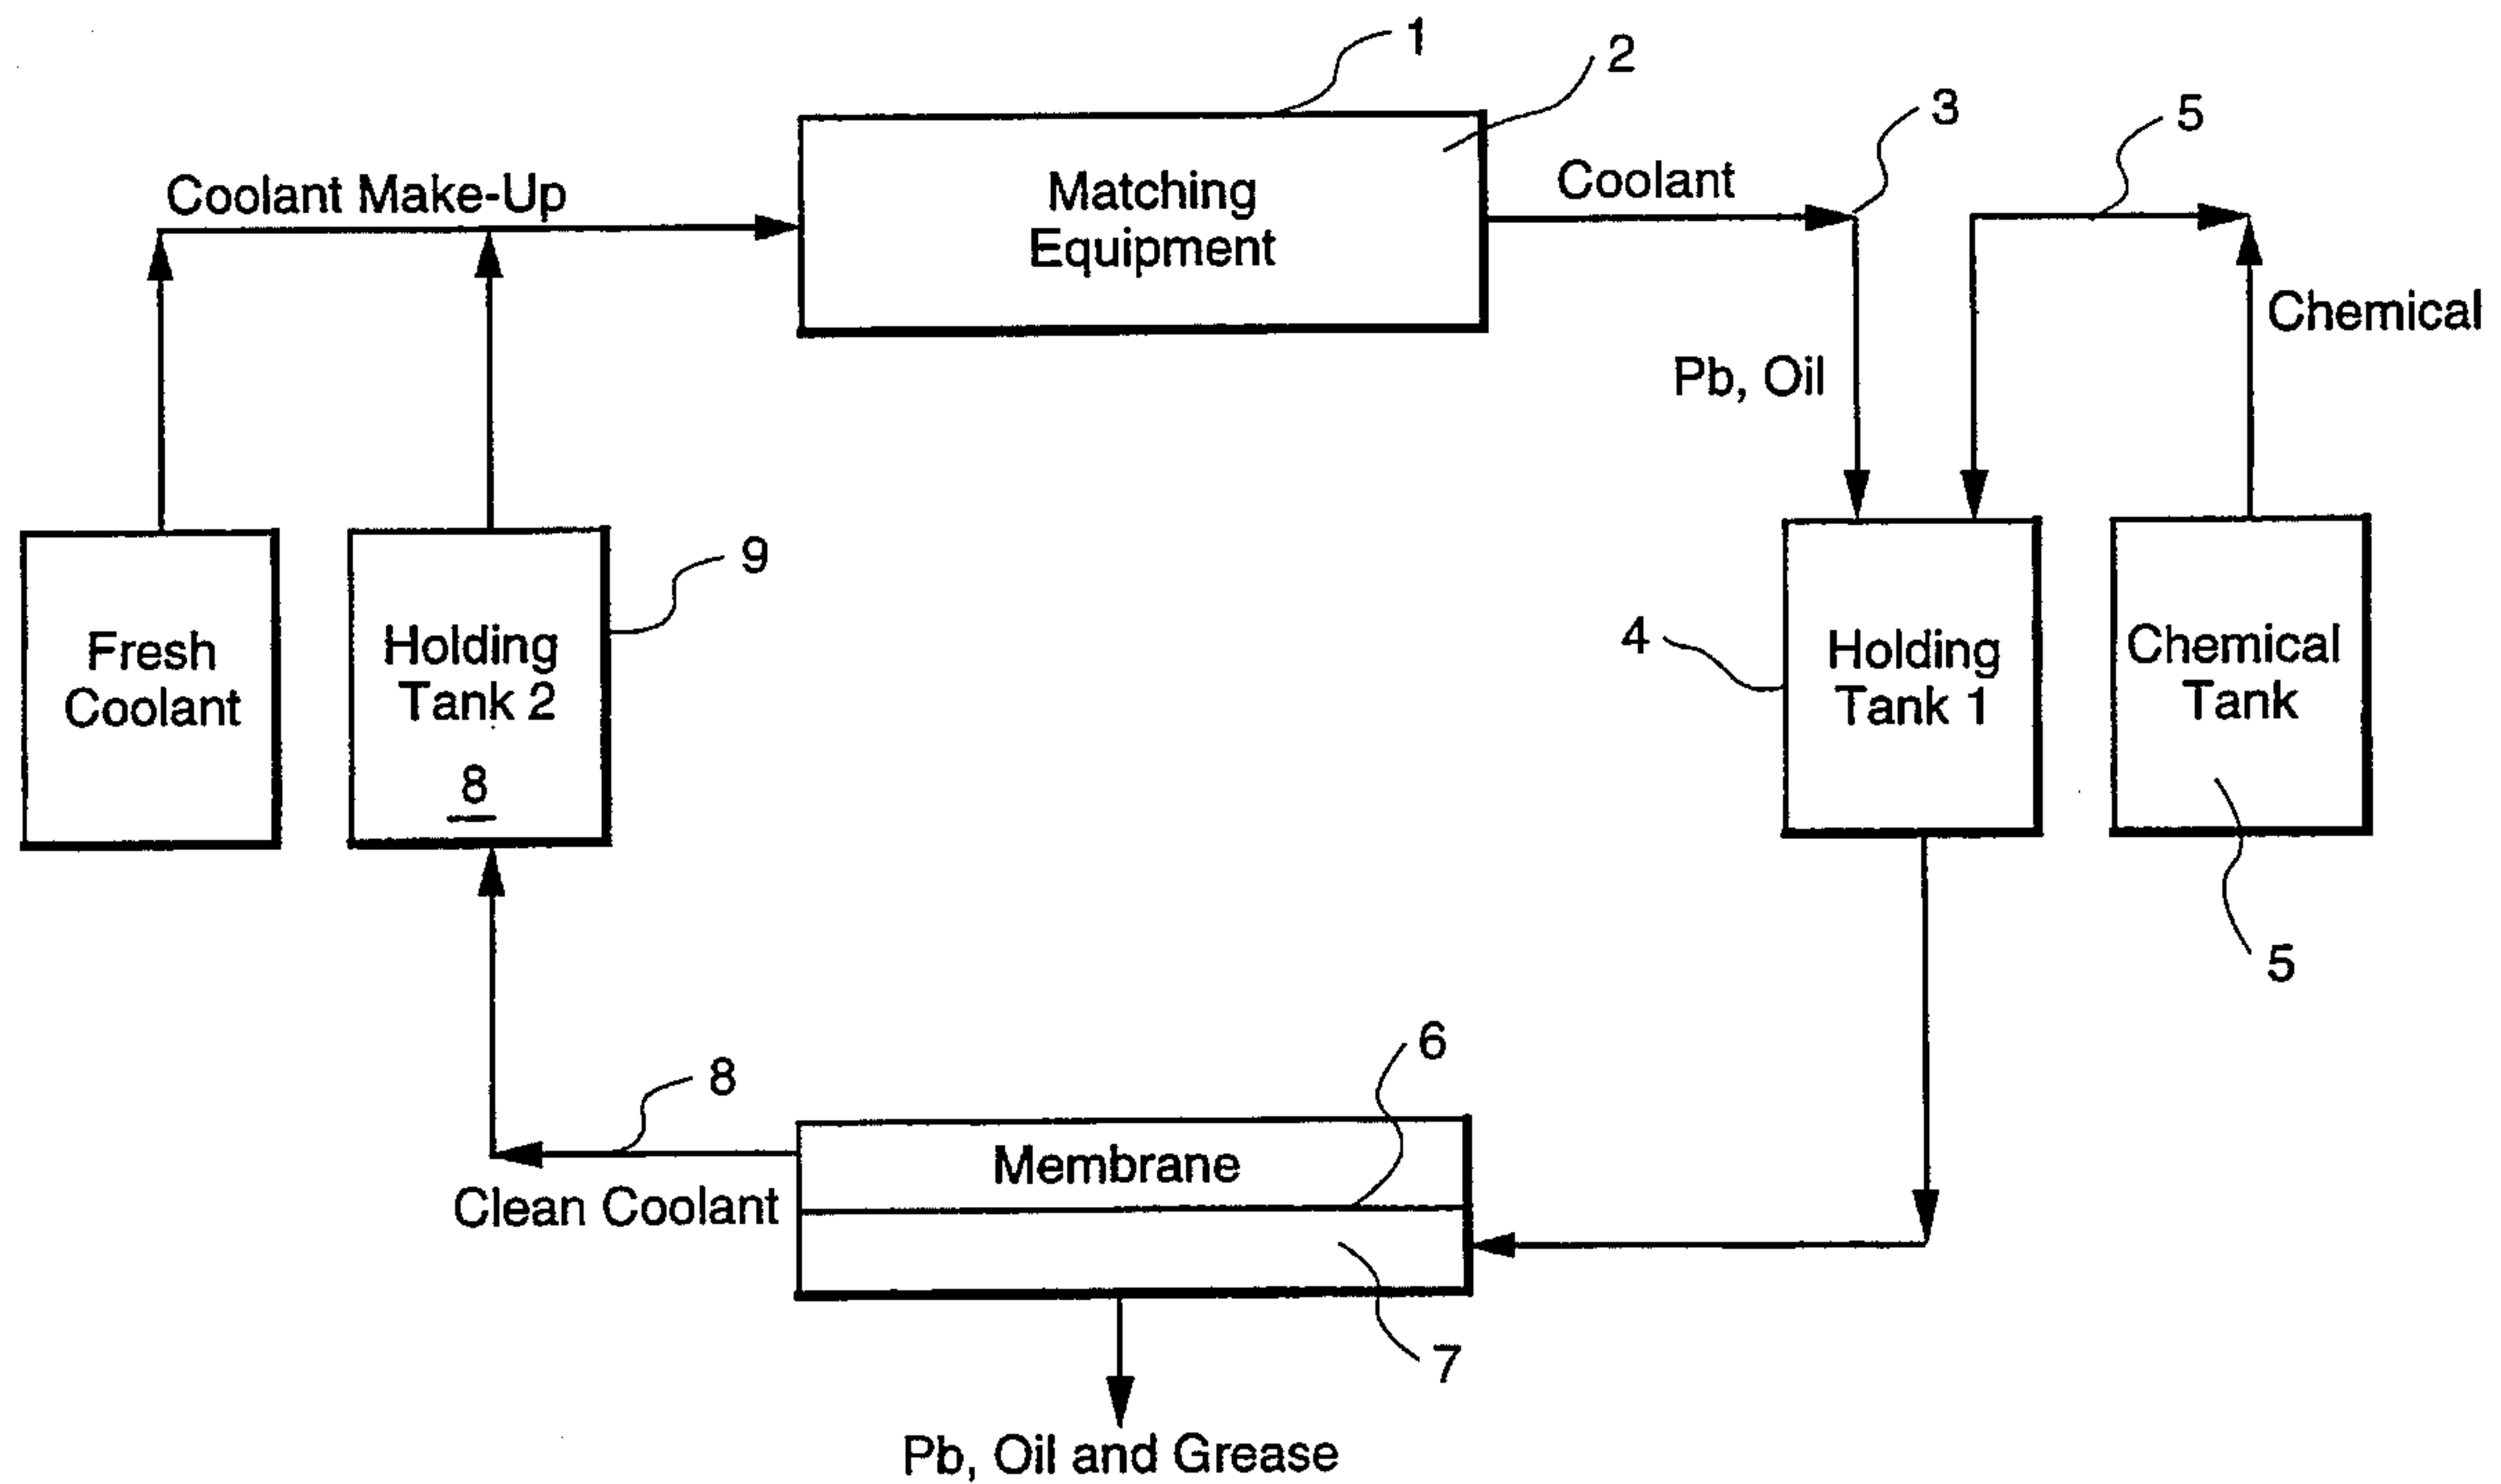 1
2
3
5
Coolant Make-Up
Matching
Equipment
Coolant
Chemical
Pb, Oil
9
4
Fresh
Coolant
Holding
Tank 2
8
Holding
Tank 1
Chemical
Tank
5
6
8
Membrane
Clean Coolant
7
Pb, Oil and Grease